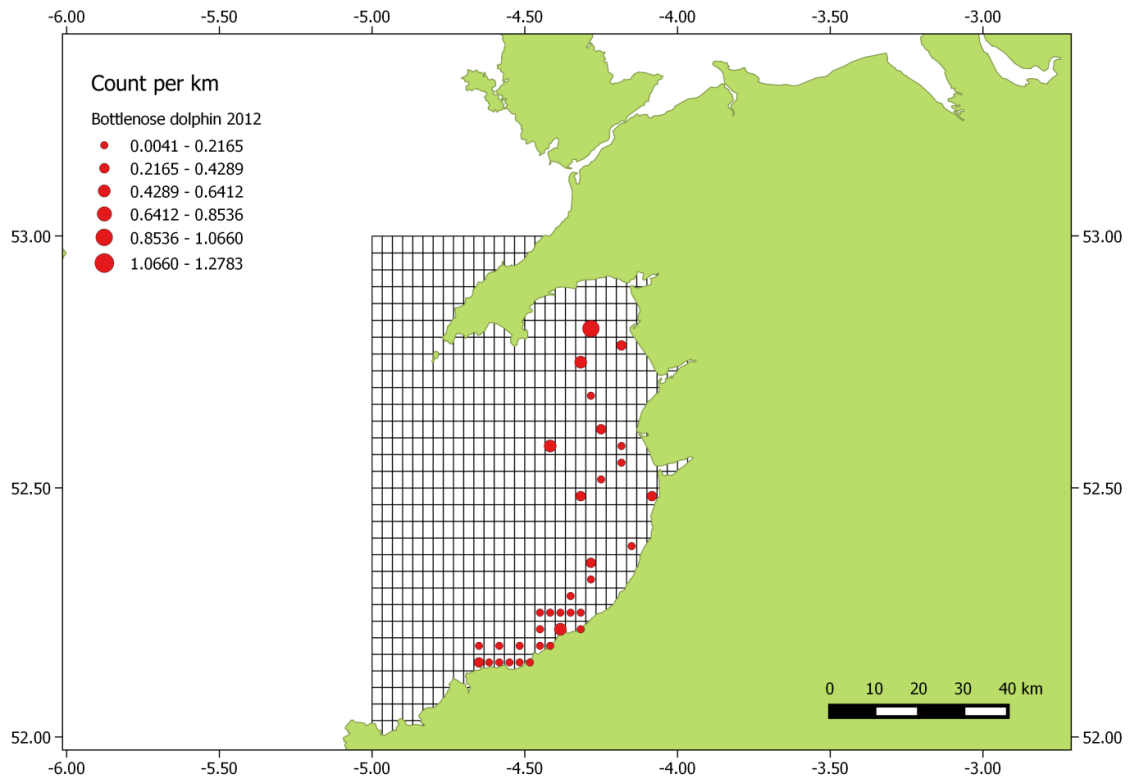 -6.00 -5.50 -5.00 -4.50 -4.00 -3.50 -3.00
Count per km
Bottlenose dolphin 2012
0.0041 - 0.2165
0.2165 - 0.4289
0.4289 - 0.6412
0.6412 - 0.8536
0.8536 - 1.0660
1.0660 - 1.2783
53.00 53.00
52.50 52.50
0 10 20 30 40 km
52.00 52.00
-6.00 -5.50 -5.00 -4.50 -4.00 -3.50 -3.00